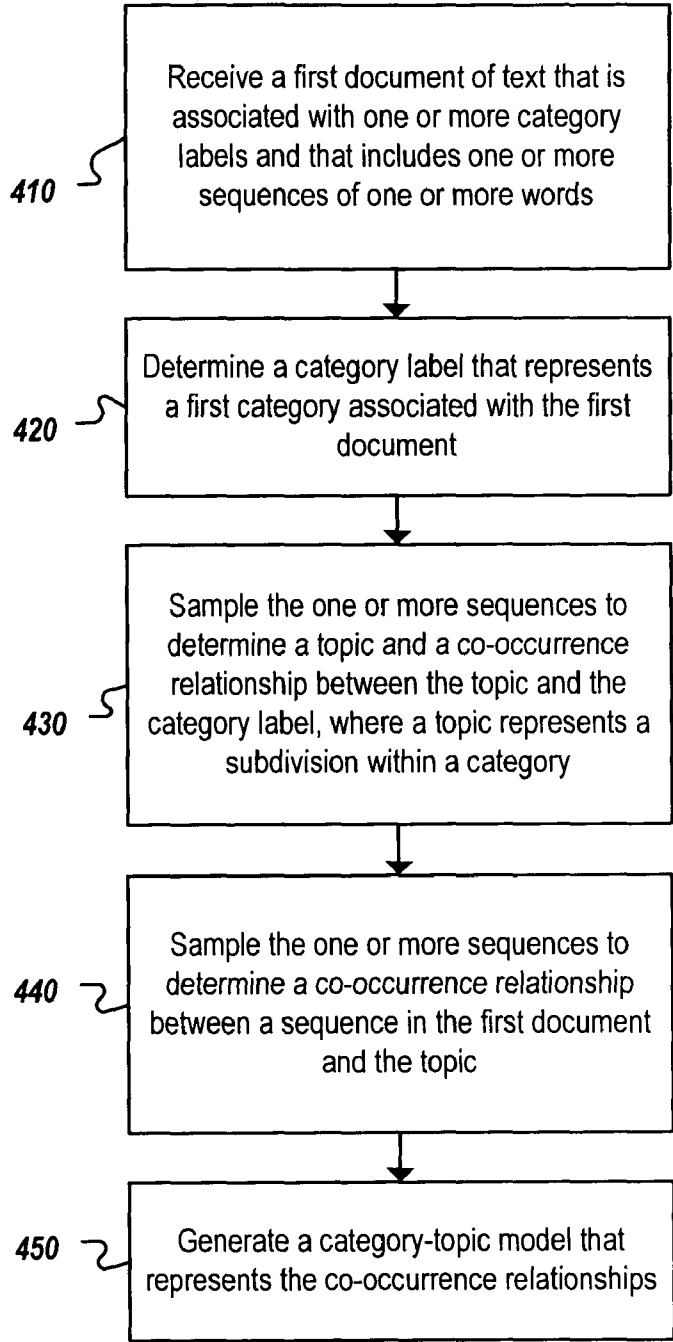 Receive a first document of text that is
associated with one or more category
labels and that includes one or more
sequences of one or more words
410
Determine a category label that represents
a first category associated with the first
document
420
Sample the one or more sequences to
determine a topic and a co-occurrence
relationship between the topic and the
category label, where a topic represents a
subdivision within a category
430
Sample the one or more sequences to
determine a co-occurrence relationship
between a sequence in the first document
and the topic
440
Generate a category-topic model that
represents the co-occurrence relationships
450